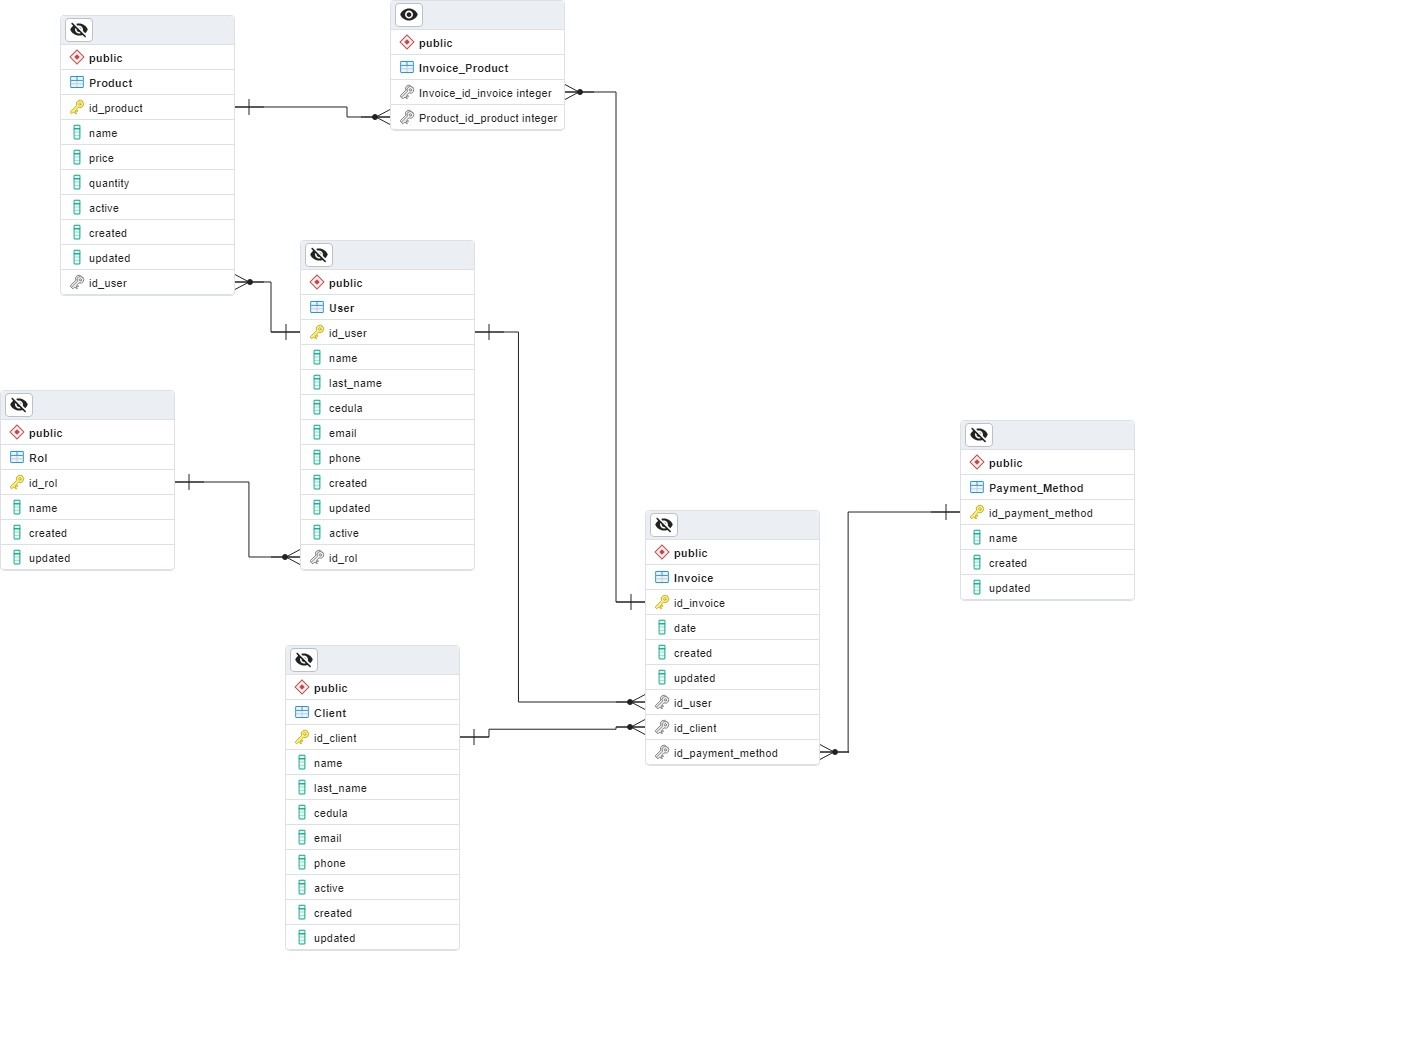 public
Product
id_product
name
price
quantity
active
created
updated
id_user
public
Invoice_Product
Invoice_id_invoice integer
Product_id_product integer
public
User
id_user
name
last_name
cedula
email
phone
created
updated
active
id_rol
public
Rol
id_rol
name
created
updated
public
Client
id_client
name
last_name
cedula
email
phone
active
created
updated
public
Invoice
id_invoice
date
created
updated
id_user
id_client
id_payment_method
public
Payment_Method
id_payment_method
name
created
updated